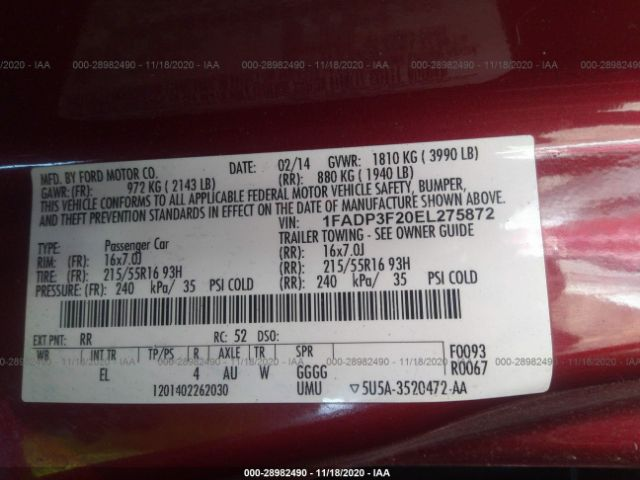 000-28982490 - 11/18/2020 - IAA
000-28982490 - 11/18/2020 - IAA
MFD. BY FORD MOTOR CO. DATE: 02/14 GVWR: 1810 KG ( 3990 LB)
GAWR: (FR): 972 KG ( 2143 LB) (RR): 880 KG ( 1940 LB)
THIS VEHICLE CONFORMS TO ALL APPLICABLE FEDERAL MOTOR VEHICLE SAFETY, BUMPER,
AND THEFT PREVENTION STANDARDS IN EFFECT ON THE DATE OF MANUFACTURE SHOWN ABOVE
VIN: 1FADP3F20EL275872
TYPE: Passenger Car TRAILER TOWING - SEE OWNER GUIDE
RIM: (FR): 16x7.0J (RR): 16x7.0J
TIRE: (FR): 215/55R16 93H (RR): 215/55R16 93H
PRESSURE: (FR): 240 kPa/ 35 PSI COLD (RR): 240 kPa/ 35 PSI COLD
EXT PNT: RR RC: 52 DSO:
WB INT TR TP/PS R AXLE TR SPR F0093
EL 4 AU W GGGG R0067
1201402262030 UMU ▽5U5A-3520472-AA
000-28982490 - 11/18/2020 - IAA